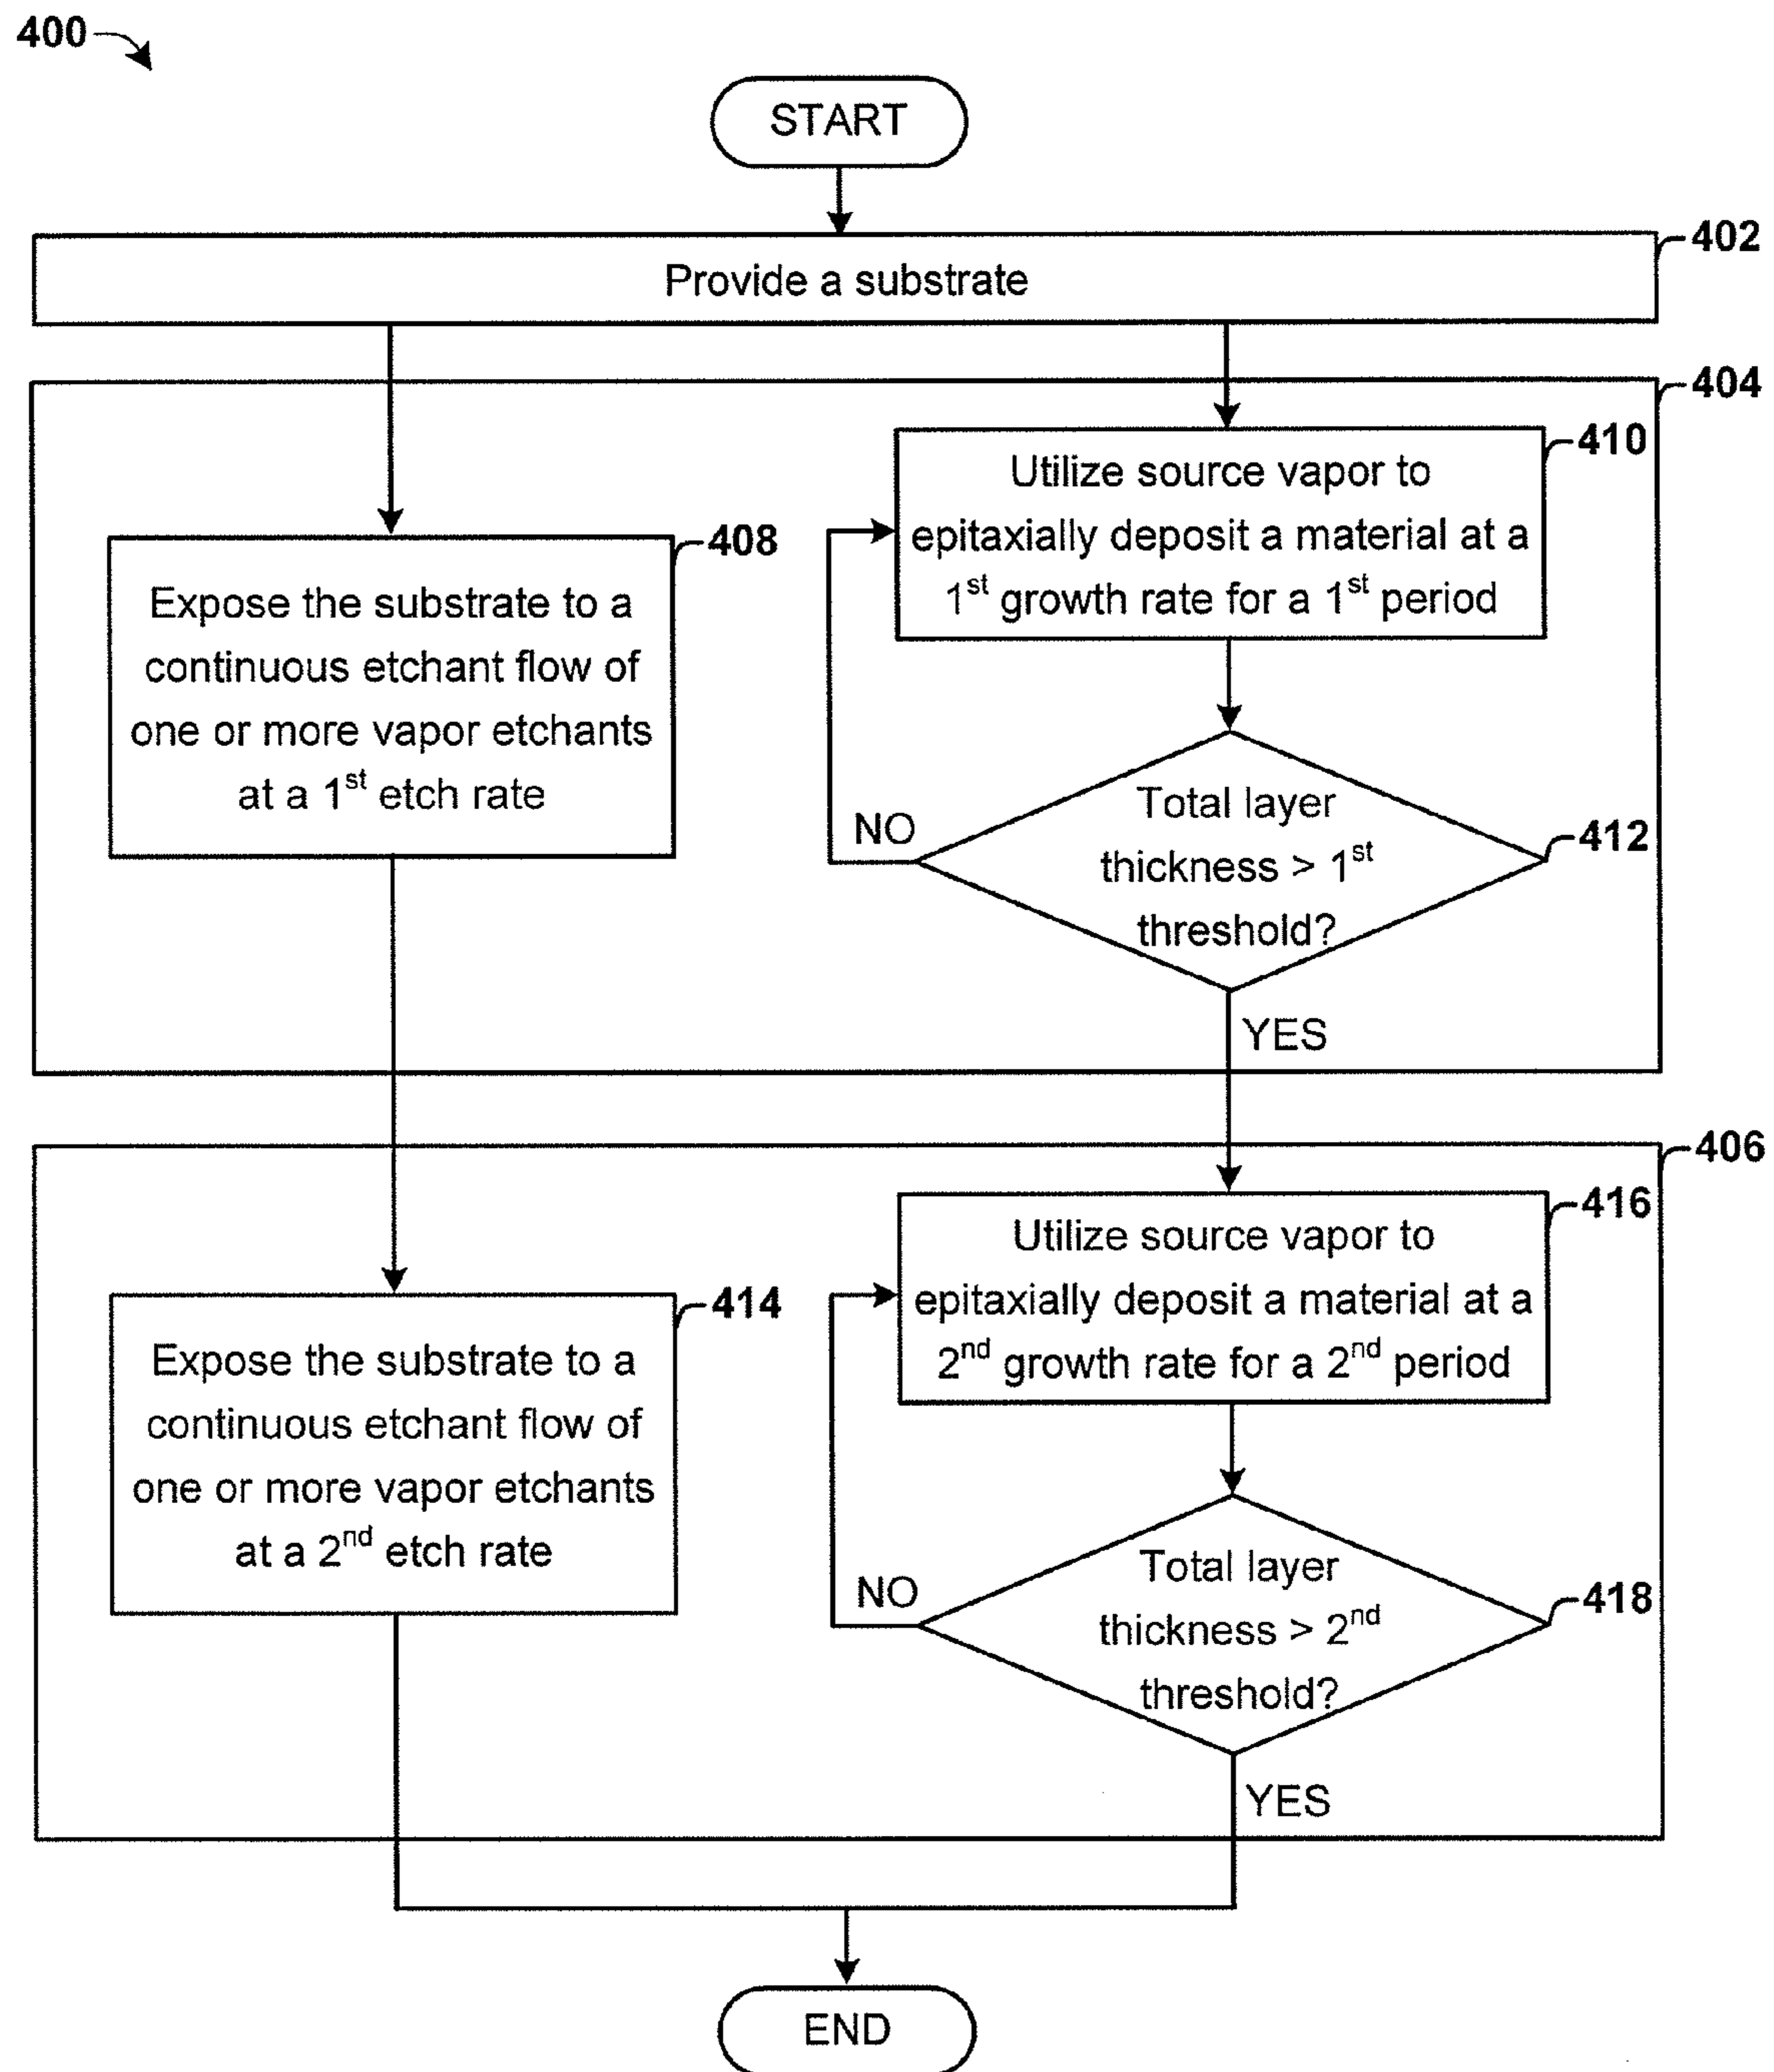 400
START
402
Provide a substrate
404
410
Utilize source vapor to
epitaxially deposit a material at a
1st growth rate for a 1st period
408
Expose the substrate to a
continuous etchant flow of
one or more vapor etchants
at a 1st etch rate
412
Total layer
thickness > 1st
threshold?
NO
YES
406
416
Utilize source vapor to
epitaxially deposit a material at a
2nd growth rate for a 2nd period
414
Expose the substrate to a
continuous etchant flow of
one or more vapor etchants
at a 2nd etch rate
418
Total layer
thickness > 2nd
threshold?
NO
YES
END